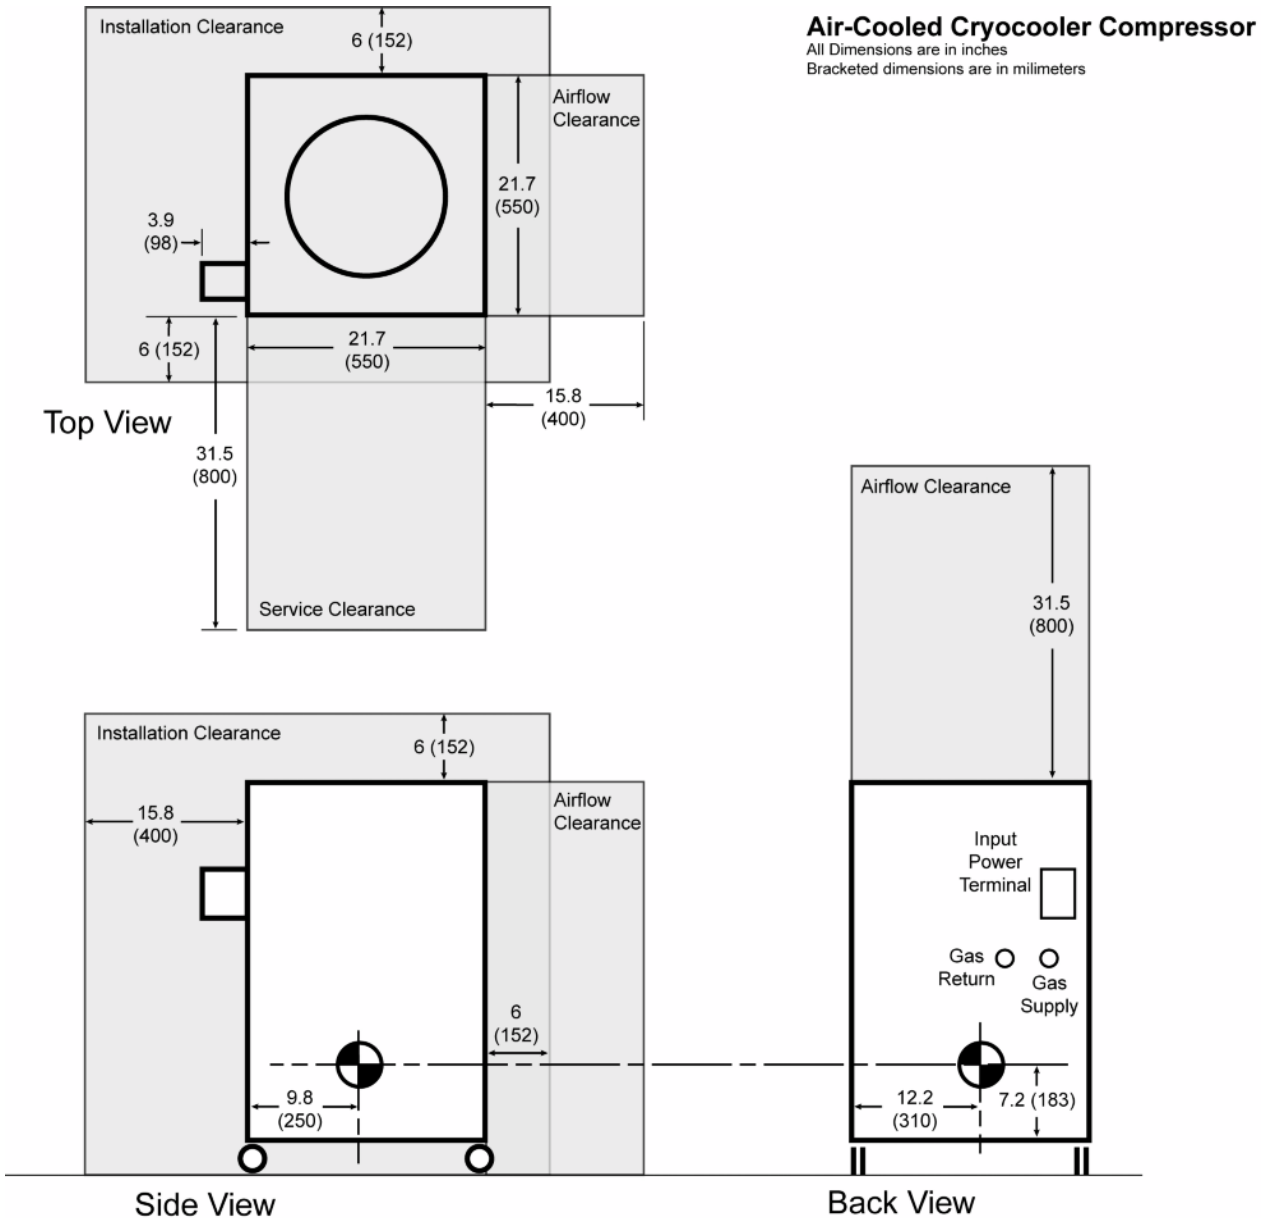 Air-Cooled Cryocooler Compressor
All Dimensions are in inches
Bracketed dimensions are in milimeters
Installation Clearance
6 (152)
Airflow
Clearance
21.7
(550)
3.9
(98)
6 (152)
21.7
(550)
15.8
(400)
Top View
31.5
(800)
Service Clearance
Airflow Clearance
31.5
(800)
Installation Clearance
6 (152)
15.8
(400)
Airflow
Clearance
6
(152)
9.8
(250)
Side View
Input
Power
Terminal
Gas
Return
Gas
Supply
12.2
(310)
7.2 (183)
Back View